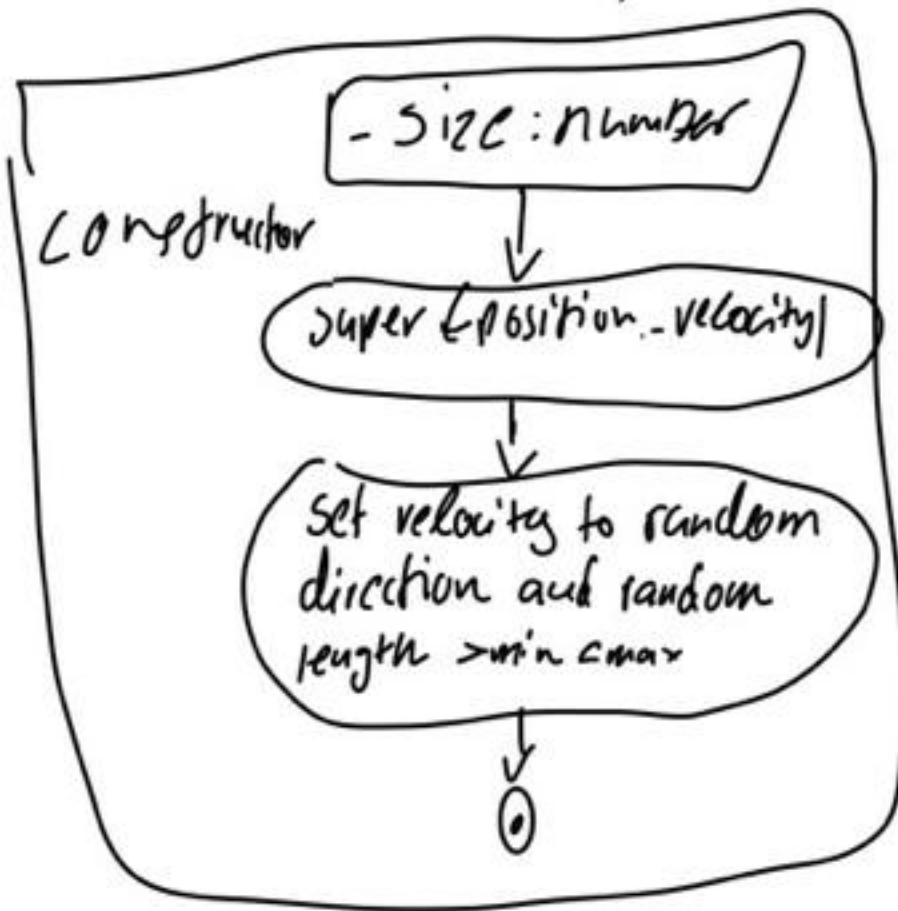 - size : number
constructor
super (position, _velocity)
set velocity to random
direction and random
length >min <max